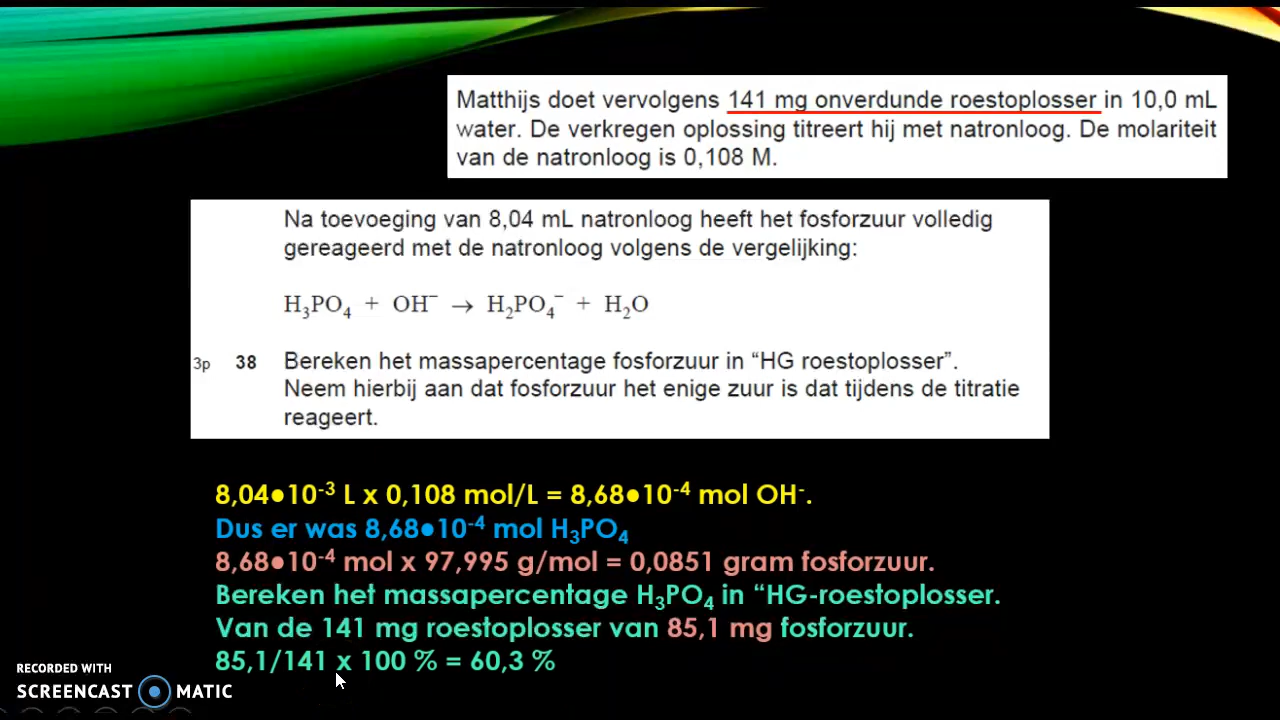 Matthijs doet vervolgens 141 mg onverdunde roestoplosser in 10,0 mL
water. De verkregen oplossing titreert hij met natronloog. De molariteit
van de natronloog is 0,108 M.
Na toevoeging van 8,04 mL natronloog heeft het fosforzuur volledig
gereageerd met de natronloog volgens de vergelijking:
H₃PO₄ + OH⁻ → H₂PO₄⁻ + H₂O
3p 38 Bereken het massapercentage fosforzuur in “HG roestoplosser”.
Neem hierbij aan dat fosforzuur het enige zuur is dat tijdens de titratie
reageert.
8,04●10⁻³ L x 0,108 mol/L = 8,68●10⁻⁴ mol OH⁻.
Dus er was 8,68●10⁻⁴ mol H₃PO₄
8,68●10⁻⁴ mol x 97,995 g/mol = 0,0851 gram fosforzuur.
Bereken het massapercentage H₃PO₄ in “HG-roestoplosser.
Van de 141 mg roestoplosser van 85,1 mg fosforzuur.
85,1/141 x 100 % = 60,3 %
RECORDED WITH
SCREENCAST MATIC